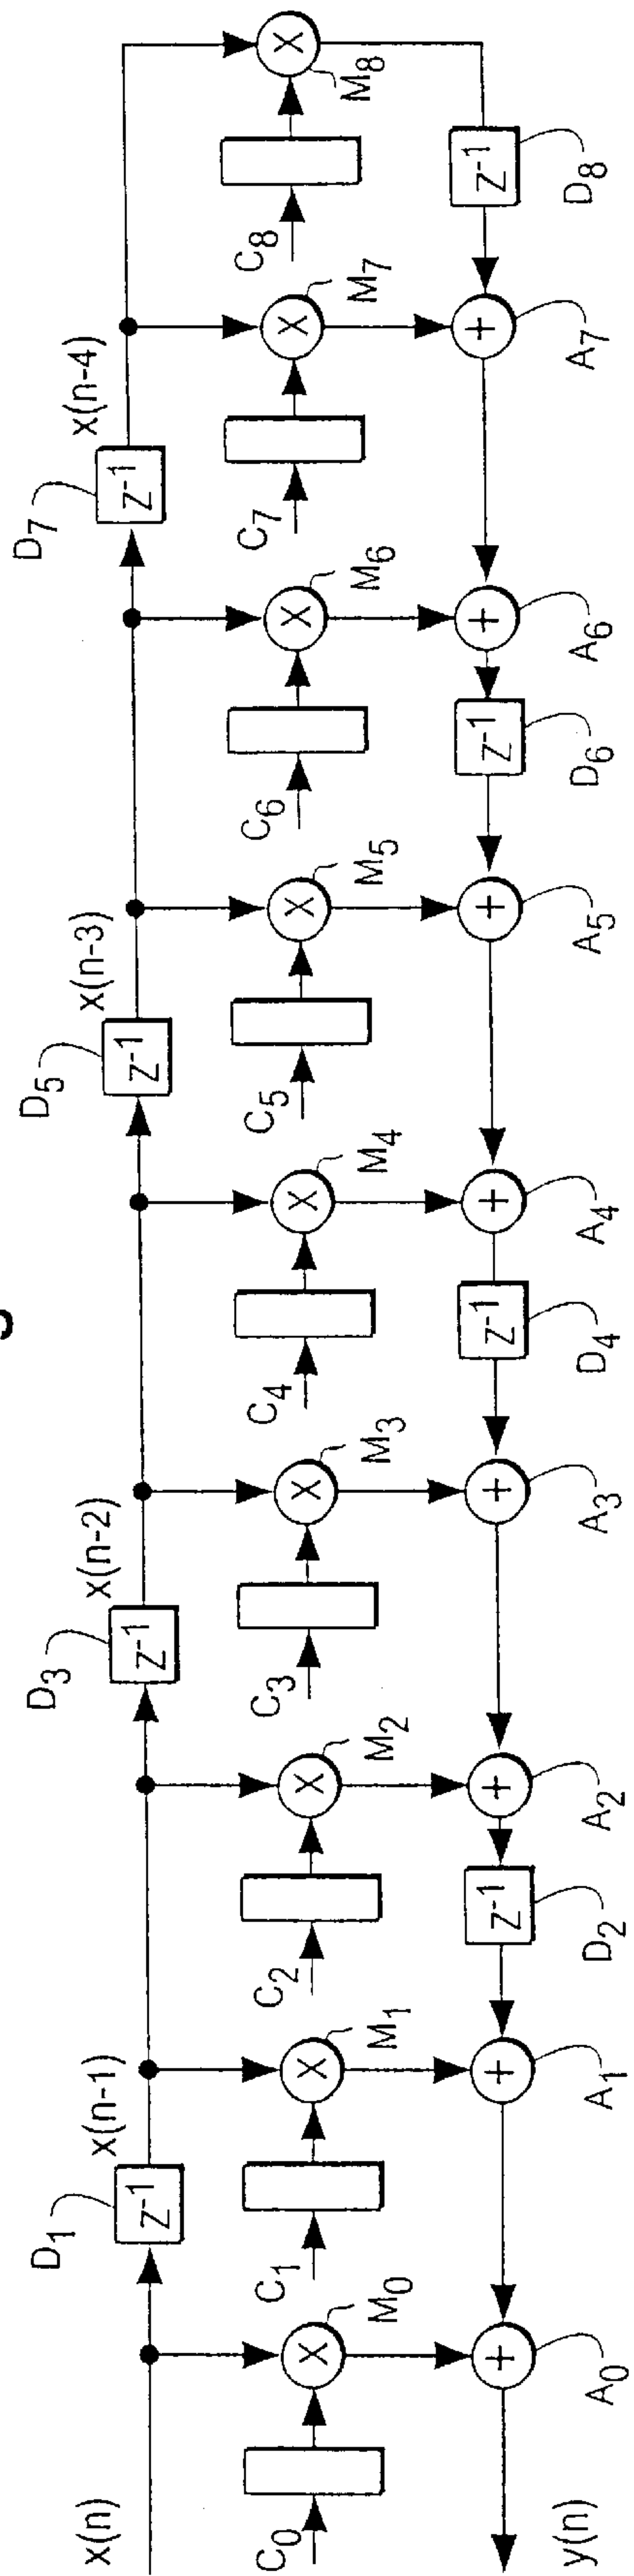 D1 D3 D5 D7
x(n) x(n-1) x(n-2) x(n-3) x(n-4)
z-1 z-1 z-1 z-1
C0 C1 C2 C3 C4 C5 C6 C7 C8
X X X X X X X X X
M0 M1 M2 M3 M4 M5 M6 M7 M8
+ + + z-1 + + z-1 + + z-1 + z-1
y(n)
A0 A1 D2 A2 A3 D4 A4 A5 D6 A6 A7 D8